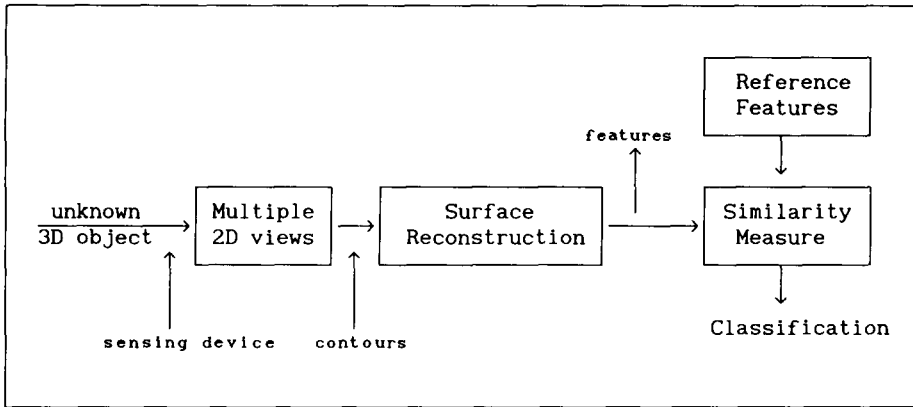 Reference
Features
features
unknown
3D object
Multiple
2D views
Surface
Reconstruction
Similarity
Measure
sensing device
contours
Classification